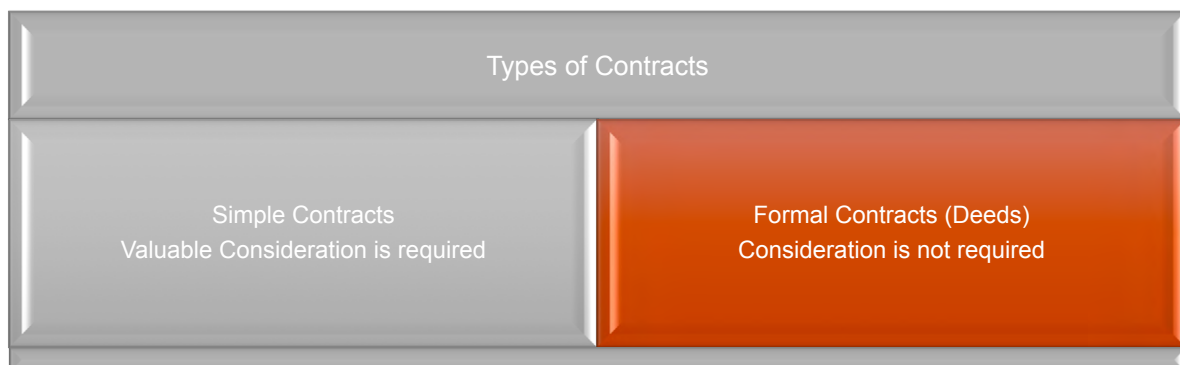 Types of Contracts
Simple Contracts
Valuable Consideration is required
Formal Contracts (Deeds)
Consideration is not required